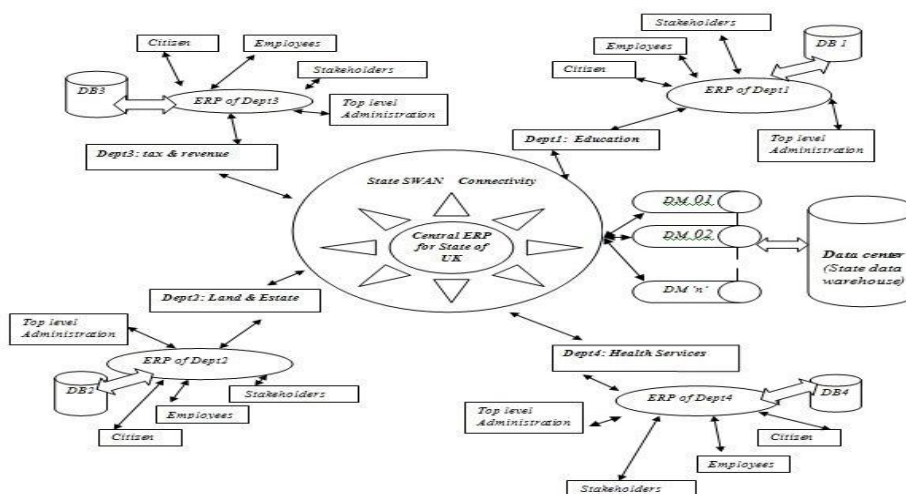 Stakeholders
Citizen
Employees
DB 1
Employees
Stakeholders
Citizen
DB3
ERP of Dept3
ERP of Dept1
Top level
Administration
Dept3: tax & revenue
Dept1: Education
Top level
Administration
State SWAN Connectivity
DM 01
Central ERP
for State of
UK
DM 02
Data center
(State data
warehouse)
DM 'n'
Dept2: Land & Estate
Top level
Administration
ERP of Dept2
Dept4: Health Services
DB2
Stakeholders
Employees
Citizen
ERP of Dept4
DB4
Top level
Administration
Citizen
Employees
Stakeholders